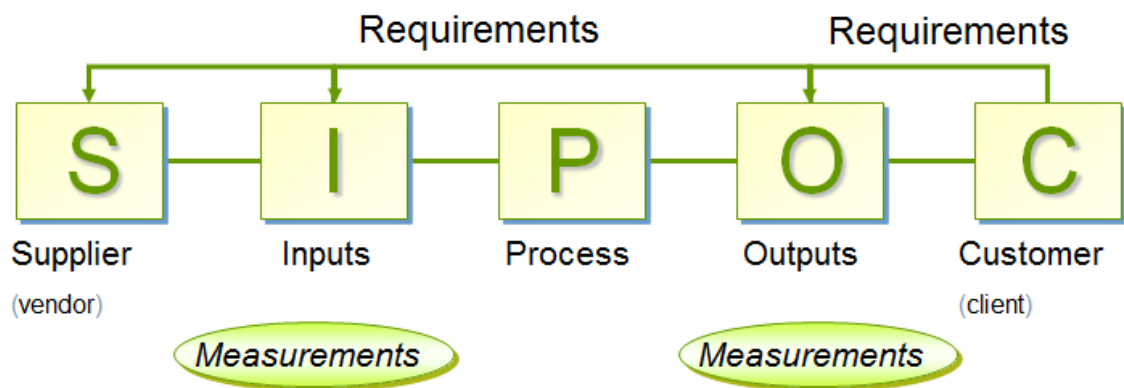 Requirements Requirements
S I P O C
Supplier Inputs Process Outputs Customer
(vendor) (client)
Measurements Measurements